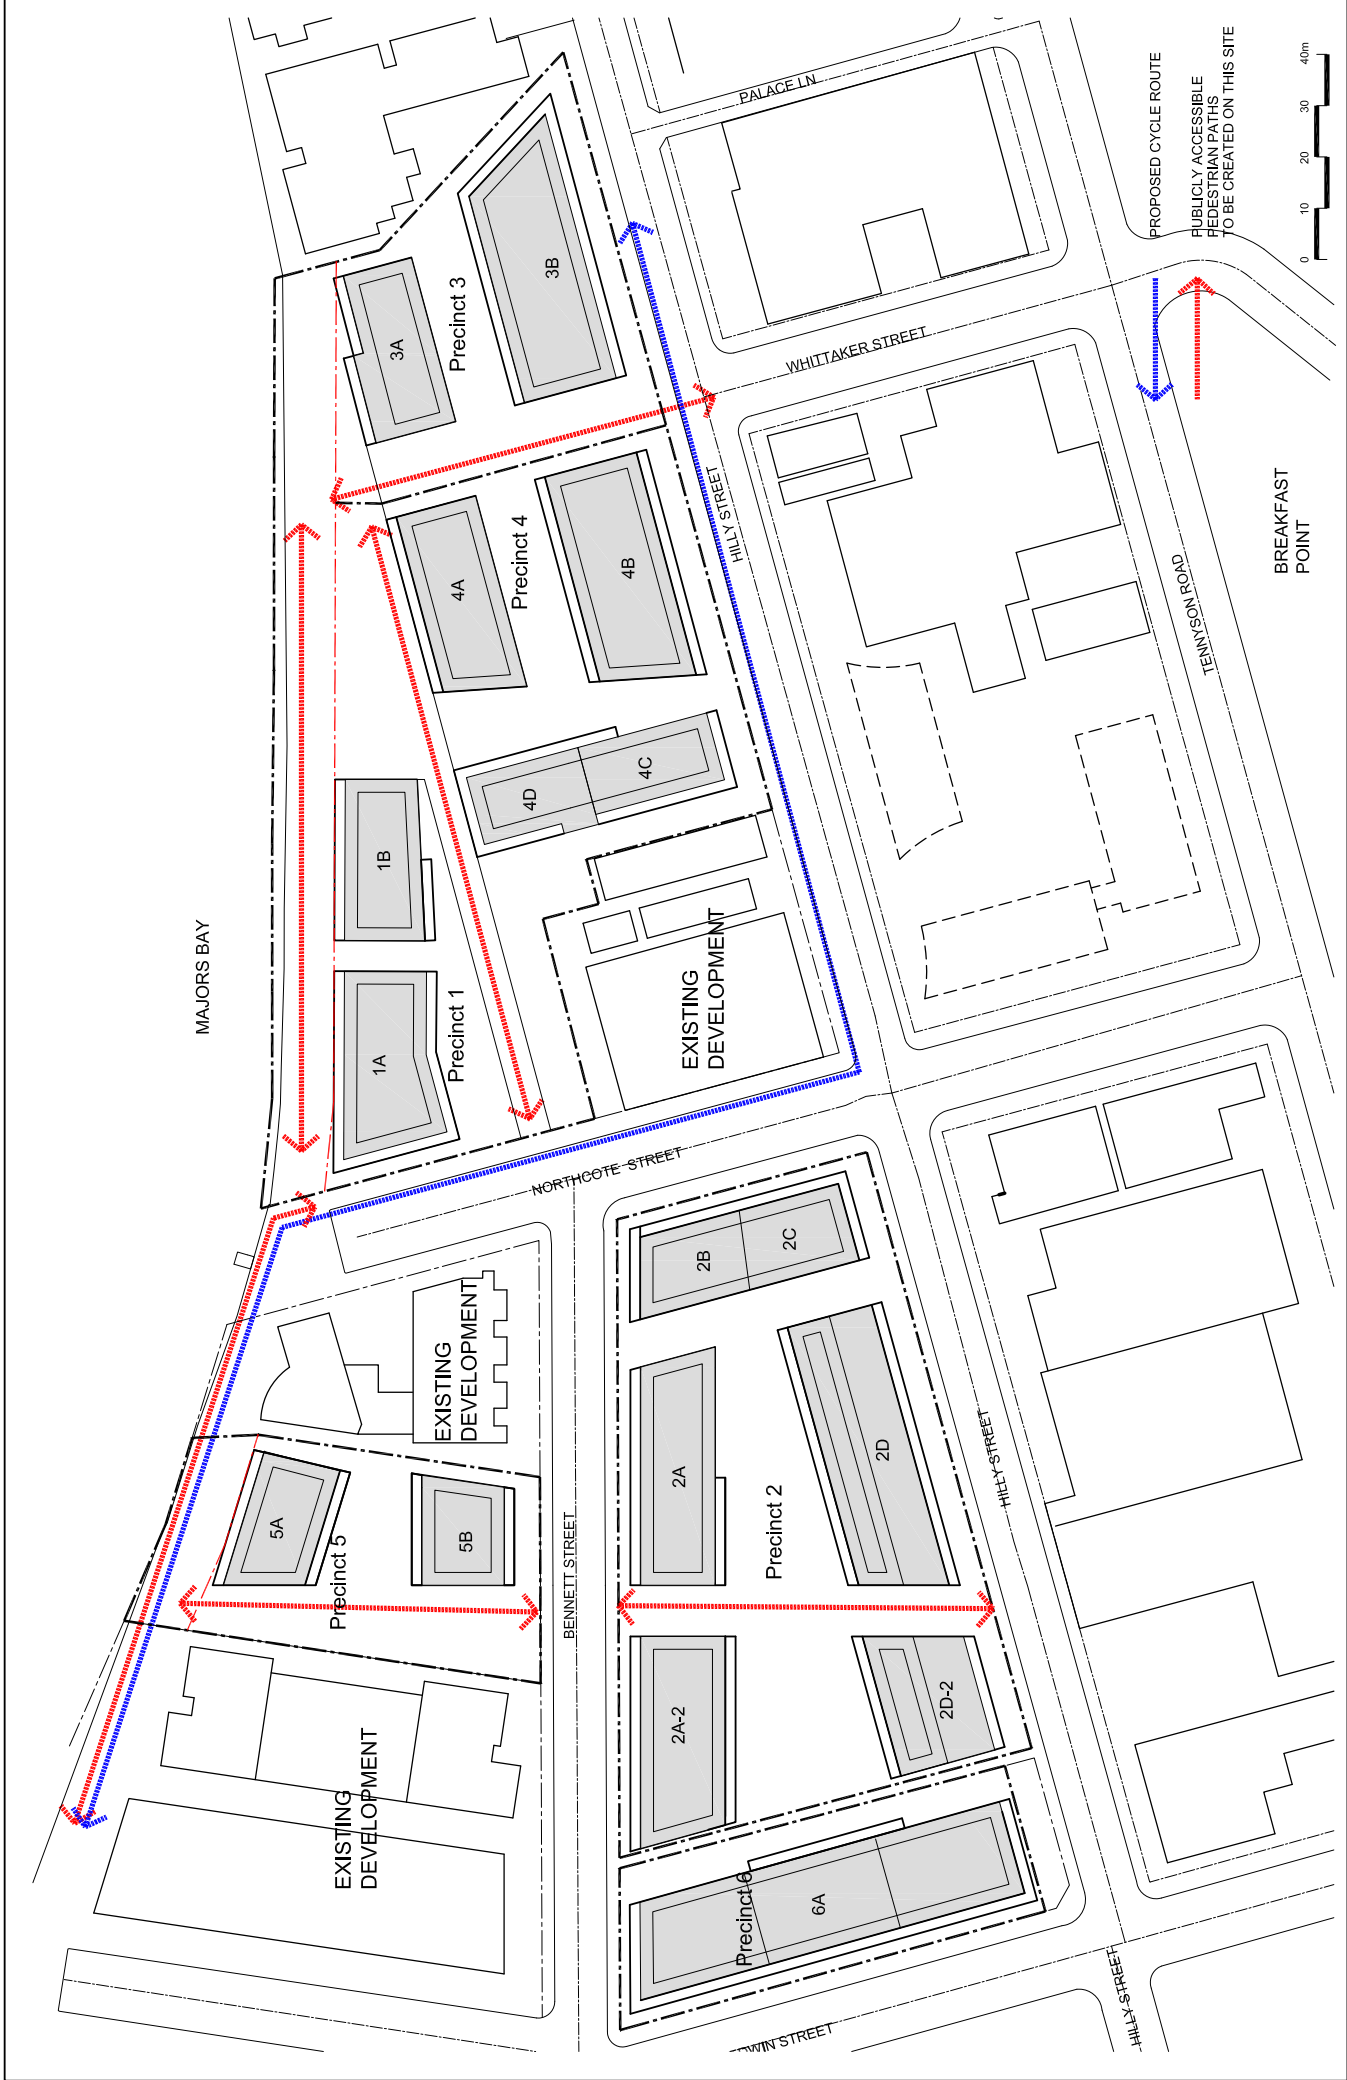 MAJORS BAY
5A
Precinct 5
5B
EXISTING
DEVELOPMENT
EXISTING
DEVELOPMENT
BENNETT STREET
NORTHCOTE STREET
1A
Precinct 1
1B
3A
Precinct 3
3B
4A
Precinct 4
4B
4D
4C
EXISTING
DEVELOPMENT
HILLY STREET
2A-2
2A
2B
2C
Precinct 2
2D
2D-2
Precinct 6
6A
HILLY STREET
HILLY STREET
WHITTAKER STREET
PALACE LN
TENNYSON ROAD
BREAKFAST
POINT
PROPOSED CYCLE ROUTE
PUBLICLY ACCESSIBLE
PEDESTRIAN PATHS
TO BE CREATED ON THIS SITE
0 10 20 30 40m